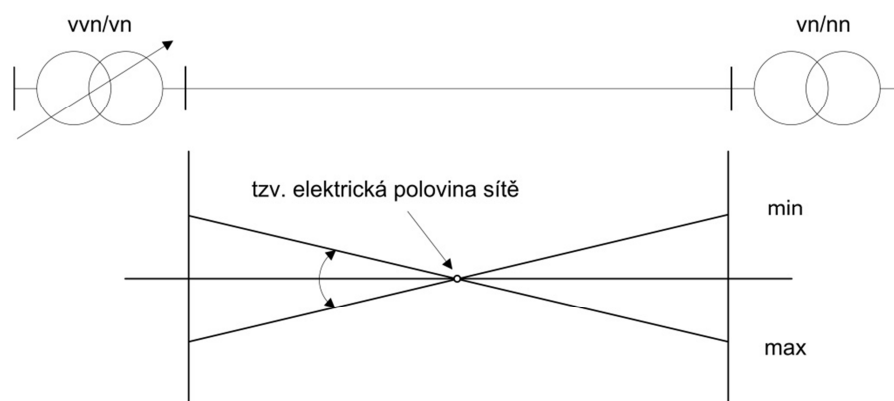 vvn/vn
vn/nn
tzv. elektrická polovina sítě
min
max